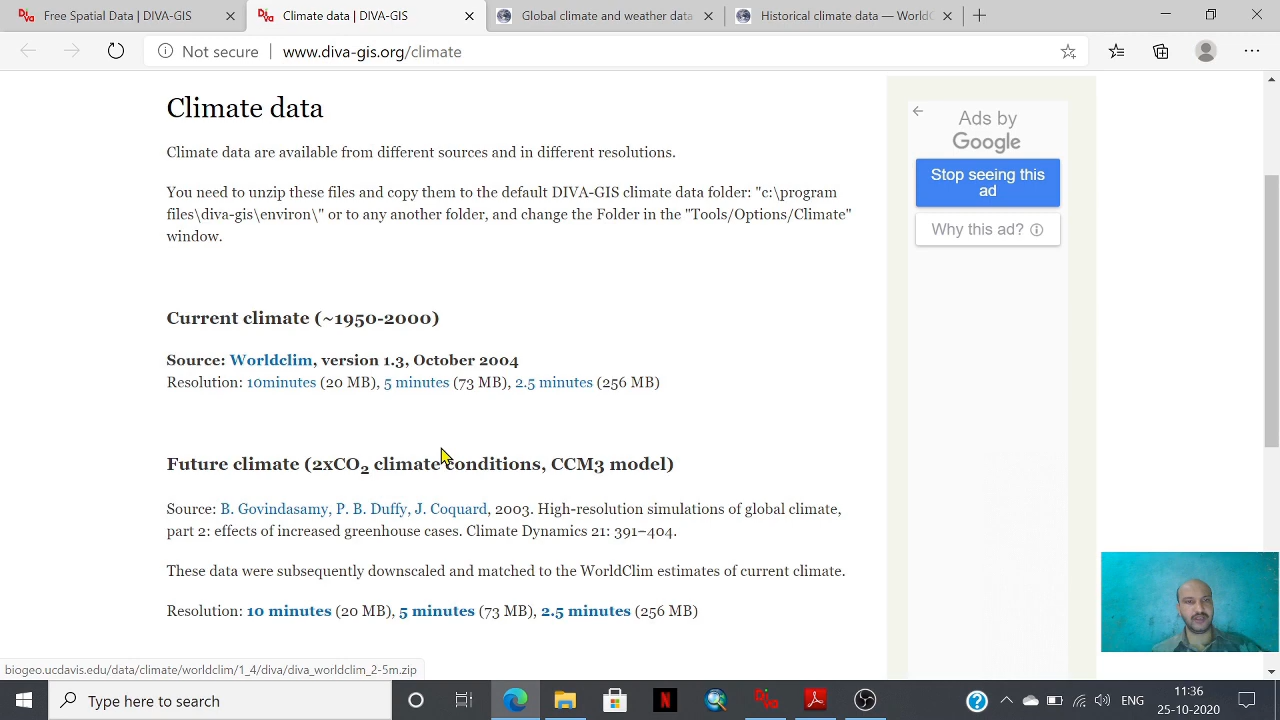 Free Spatial Data | DIVA-GIS
Climate Data | DIVA-GIS
Global climate and weather data
Historical climate data — WorldC
Not secure
www.diva-gis.org/climate
Climate data
Climate data are available from different sources and in different resolutions.
You need to unzip these files and copy them to the default DIVA-GIS climate data folder: "c:\program
files\diva-gis\environ\" or to any another folder, and change the Folder in the "Tools/Options/Climate"
window.
Current climate (~1950-2000)
Source: Worldclim, version 1.3, October 2004
Resolution: 10minutes (20 MB), 5 minutes (73 MB), 2.5 minutes (256 MB)
Future climate (2xCO₂ climate conditions, CCM3 model)
Source: B. Govindasamy, P. B. Duffy, J. Coquard, 2003. High-resolution simulations of global climate,
part 2: effects of increased greenhouse cases. Climate Dynamics 21: 391–404.
These data were subsequently downscaled and matched to the WorldClim estimates of current climate.
Resolution: 10 minutes (20 MB), 5 minutes (73 MB), 2.5 minutes (256 MB)
Ads by
Google
Stop seeing this
ad
Why this ad?
biogeo.ucdavis.edu/data/climate/worldclim/1_4/diva/diva_worldclim_2-5m.zip
Type here to search
N
Diva
ENG
11:36
25-10-2020